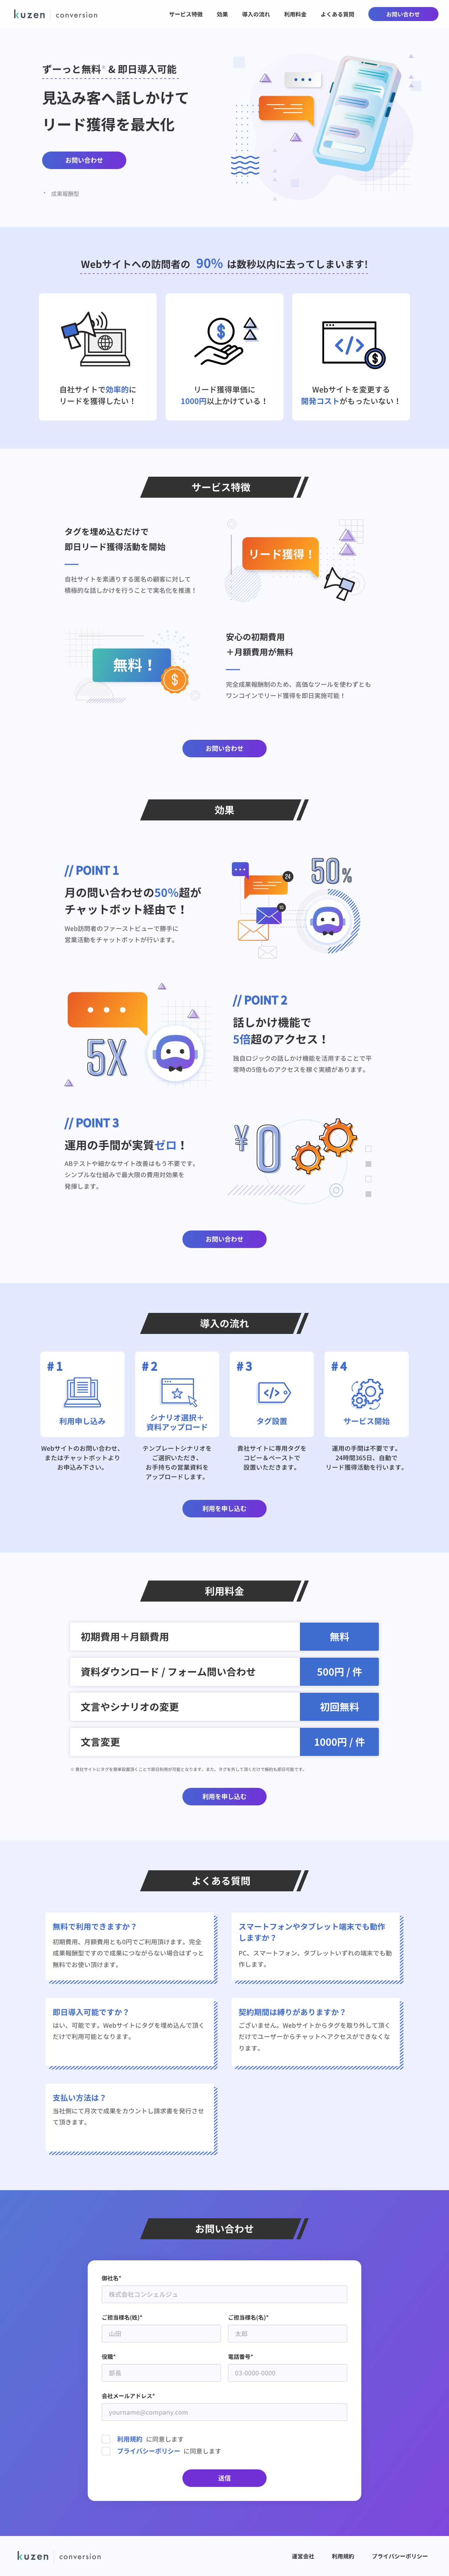 kuzen conversion
サービス特徴 効果 導入の流れ 利用料金 よくある質問 お問い合わせ
ずーっと無料※ & 即日導入可能
見込み客へ話しかけて
リード獲得を最大化
お問い合わせ
* 成果報酬型
Webサイトへの訪問者の 90% は数秒以内に去ってしまいます!
自社サイトで効率的に
リードを獲得したい！
リード獲得単価に
1000円以上かけている！
Webサイトを変更する
開発コストがもったいない！
サービス特徴
タグを埋め込むだけで
即日リード獲得活動を開始
自社サイトを素通りする匿名の顧客に対して
積極的な話しかけを行うことで実名化を推進！
リード獲得！
無料！
安心の初期費用
＋月額費用が無料
完全成果報酬制のため、高価なツールを使わずとも
ワンコインでリード獲得を即日実施可能！
お問い合わせ
効果
// POINT 1
月の問い合わせの50%超が
チャットボット経由で！
Web訪問者のファーストビューで勝手に
営業活動をチャットボットが行います。
24
50%
5X
// POINT 2
話しかけ機能で
5倍超のアクセス！
独自ロジックの話しかけ機能を活用することで平
常時の5倍ものアクセスを稼ぐ実績があります。
// POINT 3
運用の手間が実質ゼロ！
ABテストや細かなサイト改善はもう不要です。
シンプルな仕組みで最大限の費用対効果を
発揮します。
¥0
お問い合わせ
導入の流れ
# 1
利用申し込み
Webサイトのお問い合わせ、
またはチャットボットより
お申込み下さい。
# 2
シナリオ選択＋
資料アップロード
テンプレートシナリオを
ご選択いただき、
お手持ちの営業資料を
アップロードします。
# 3
タグ設置
貴社サイトに専用タグを
コピー＆ペーストで
設置いただきます。
# 4
サービス開始
運用の手間は不要です。
24時間365日、自動で
リード獲得活動を行います。
利用を申し込む
利用料金
初期費用＋月額費用 無料
資料ダウンロード / フォーム問い合わせ 500円 / 件
文言やシナリオの変更 初回無料
文言変更 1000円 / 件
※ 貴社サイトにタグを簡単設置頂くことで即日利用が可能となります。また、タグを外して頂くだけで解約も即日可能です。
利用を申し込む
よくある質問
無料で利用できますか？
初期費用、月額費用とも0円でご利用頂けます。完全
成果報酬型ですので成果につながらない場合はずっと
無料でお使い頂けます。
スマートフォンやタブレット端末でも動作
しますか？
PC、スマートフォン、タブレットいずれの端末でも動
作します。
即日導入可能ですか？
はい、可能です。Webサイトにタグを埋め込んで頂く
だけで利用可能となります。
契約期間は縛りがありますか？
ございません。Webサイトからタグを取り外して頂く
だけでユーザーからチャットへアクセスができなくな
ります。
支払い方法は？
当社側にて月次で成果をカウントし請求書を発行させ
て頂きます。
お問い合わせ
御社名*
株式会社コンシェルジュ
ご担当様名(姓)* ご担当様名(名)*
山田 太郎
役職* 電話番号*
部長 03-0000-0000
会社メールアドレス*
yourname@company.com
利用規約 に同意します
プライバシーポリシー に同意します
送信
kuzen conversion
運営会社 利用規約 プライバシーポリシー